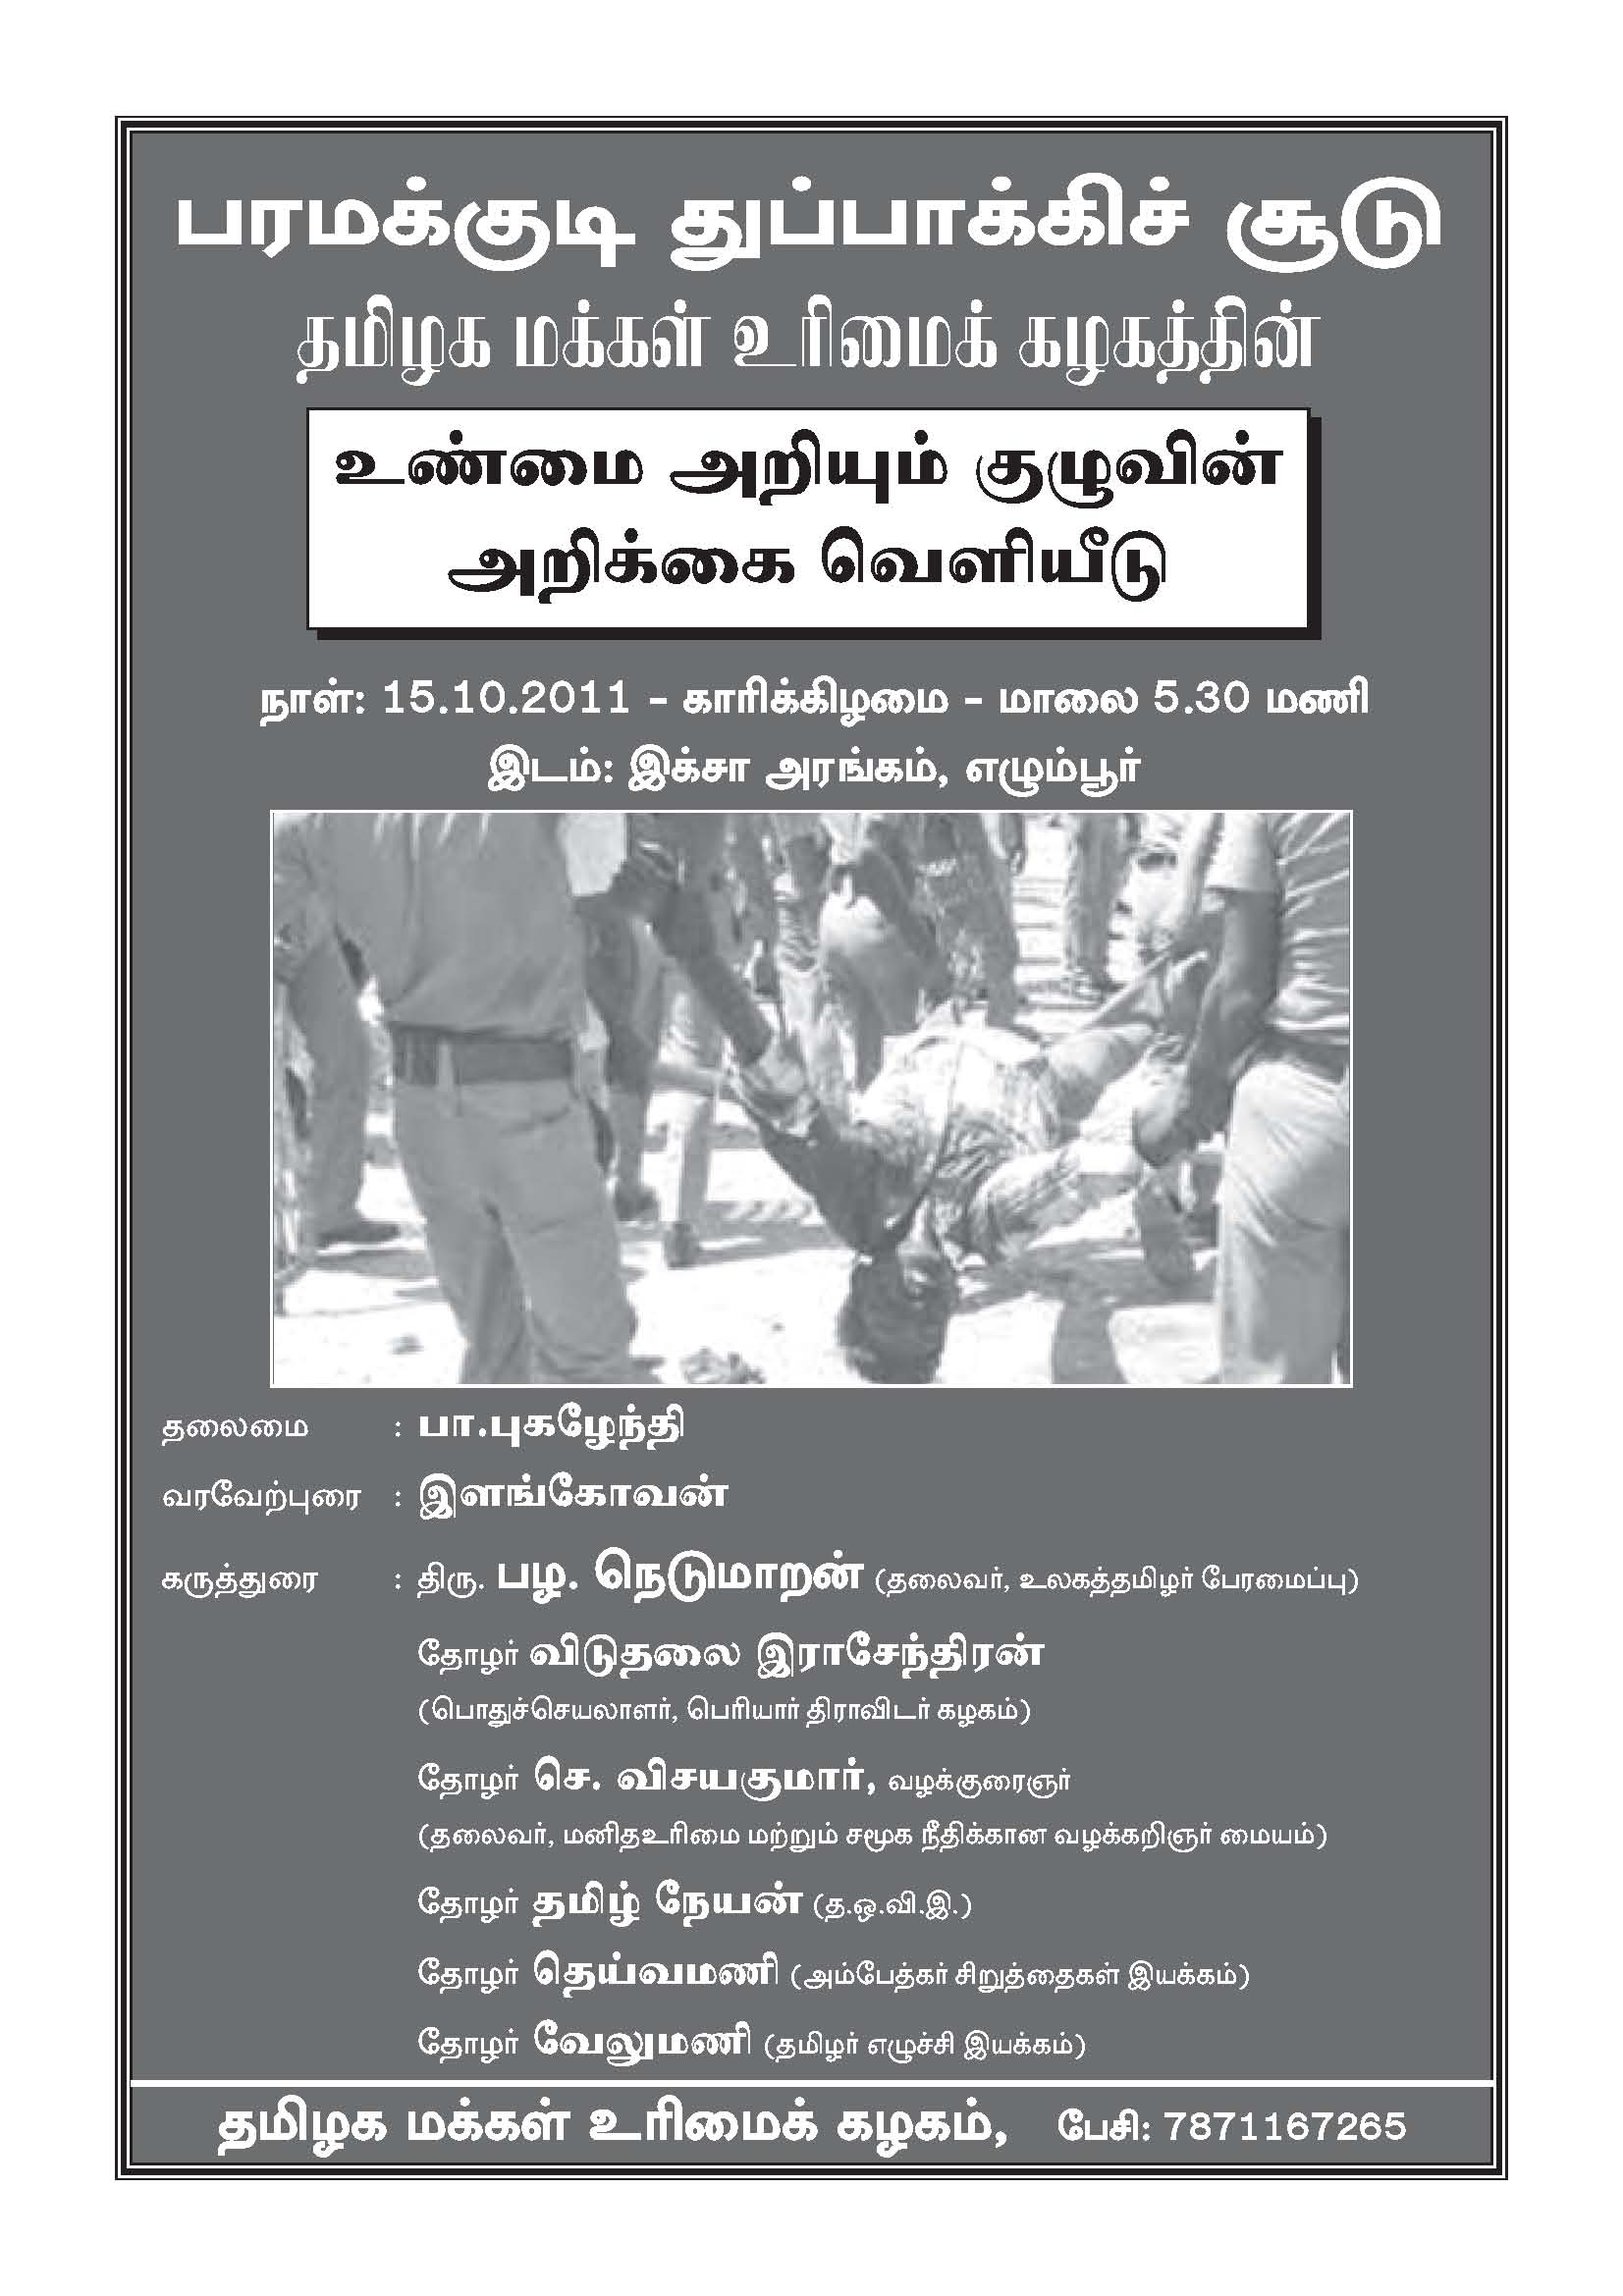 பரமக்குடி துப்பாக்கிச் சூடு
தமிழக மக்கள் உரிமைக் கழகத்தின்
உண்மை அறியும் குழுவின்
அறிக்கை வெளியீடு
நாள்: 15.10.2011 - காரிக்கிழமை - மாலை 5.30 மணி
இடம்: இக்சா அரங்கம், எழும்பூர்
தலைமை : பா.புகழேந்தி
வரவேற்புரை : இளங்கோவன்
கருத்துரை : திரு. பழ. நெடுமாறன் (தலைவர், உலகத்தமிழர் பேரமைப்பு)
தோழர் விடுதலை இராசேந்திரன்
(பொதுச்செயலாளர், பெரியார் திராவிடர் கழகம்)
தோழர் செ. விசயகுமார், வழக்குரைஞர்
(தலைவர், மனிதஉரிமை மற்றும் சமூக நீதிக்கான வழக்கறிஞர் மையம்)
தோழர் தமிழ் நேயன் (த.ஒ.வி.இ.)
தோழர் தெய்வமணி (அம்பேத்கர் சிறுத்தைகள் இயக்கம்)
தோழர் வேலுமணி (தமிழர் எழுச்சி இயக்கம்)
தமிழக மக்கள் உரிமைக் கழகம், பேசி: 7871167265